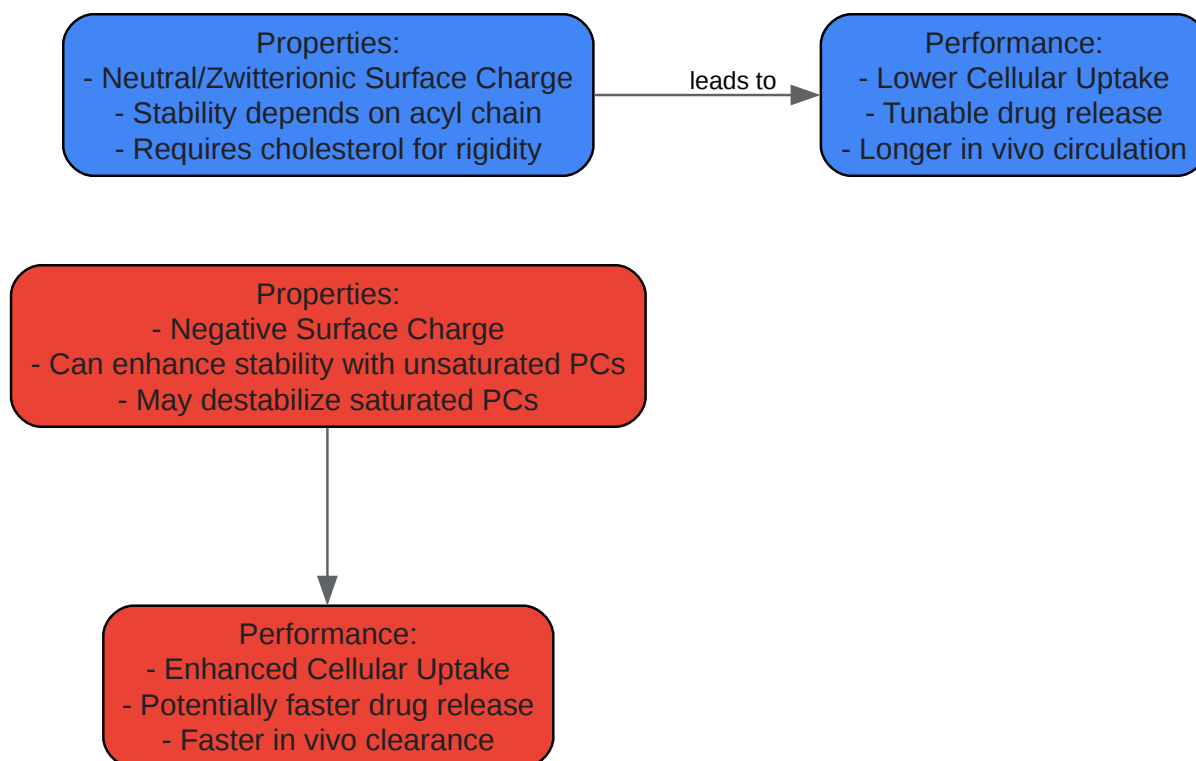 Properties:
- Neutral/Zwitterionic Surface Charge
- Stability depends on acyl chain
- Requires cholesterol for rigidity
leads to
Performance:
- Lower Cellular Uptake
- Tunable drug release
- Longer in vivo circulation
Properties:
- Negative Surface Charge
- Can enhance stability with unsaturated PCs
- May destabilize saturated PCs
Performance:
- Enhanced Cellular Uptake
- Potentially faster drug release
- Faster in vivo clearance